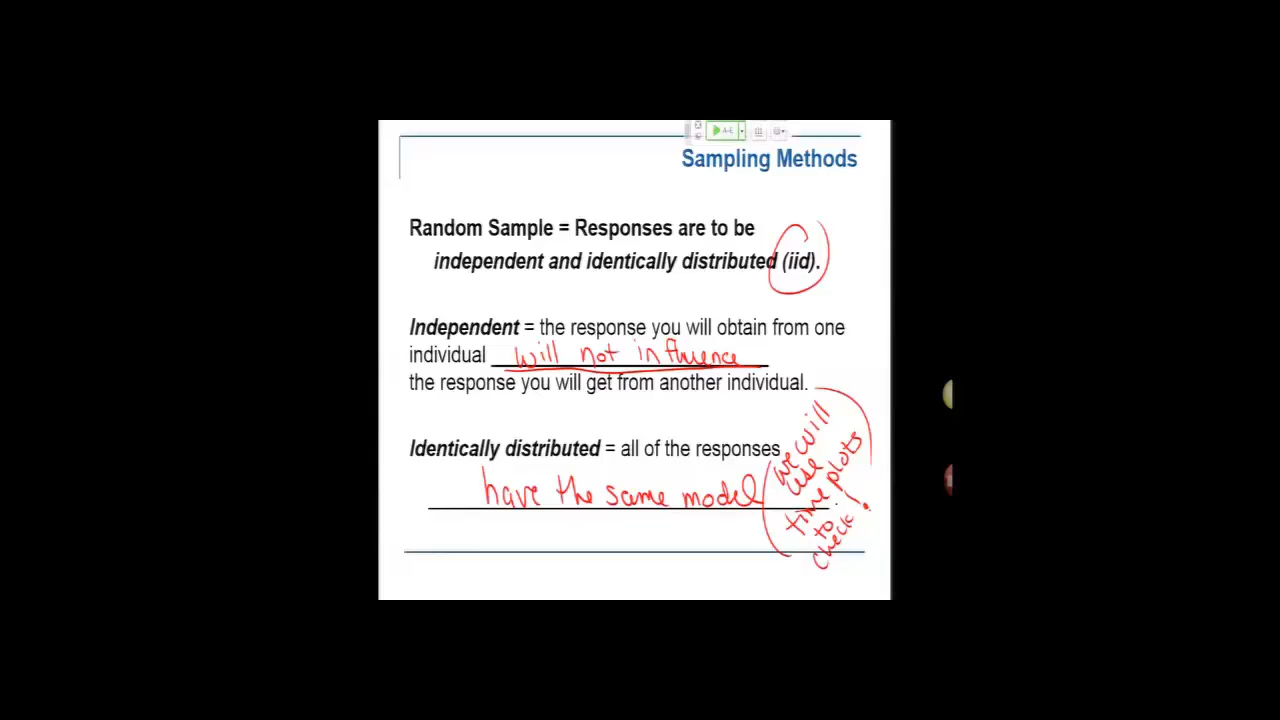 A-E
Sampling Methods
Random Sample = Responses are to be
independent and identically distributed (iid).
Independent = the response you will obtain from one
individual will not influence
the response you will get from another individual.
Identically distributed = all of the responses
have the same model.
(we will
use
time plots
to
check!)